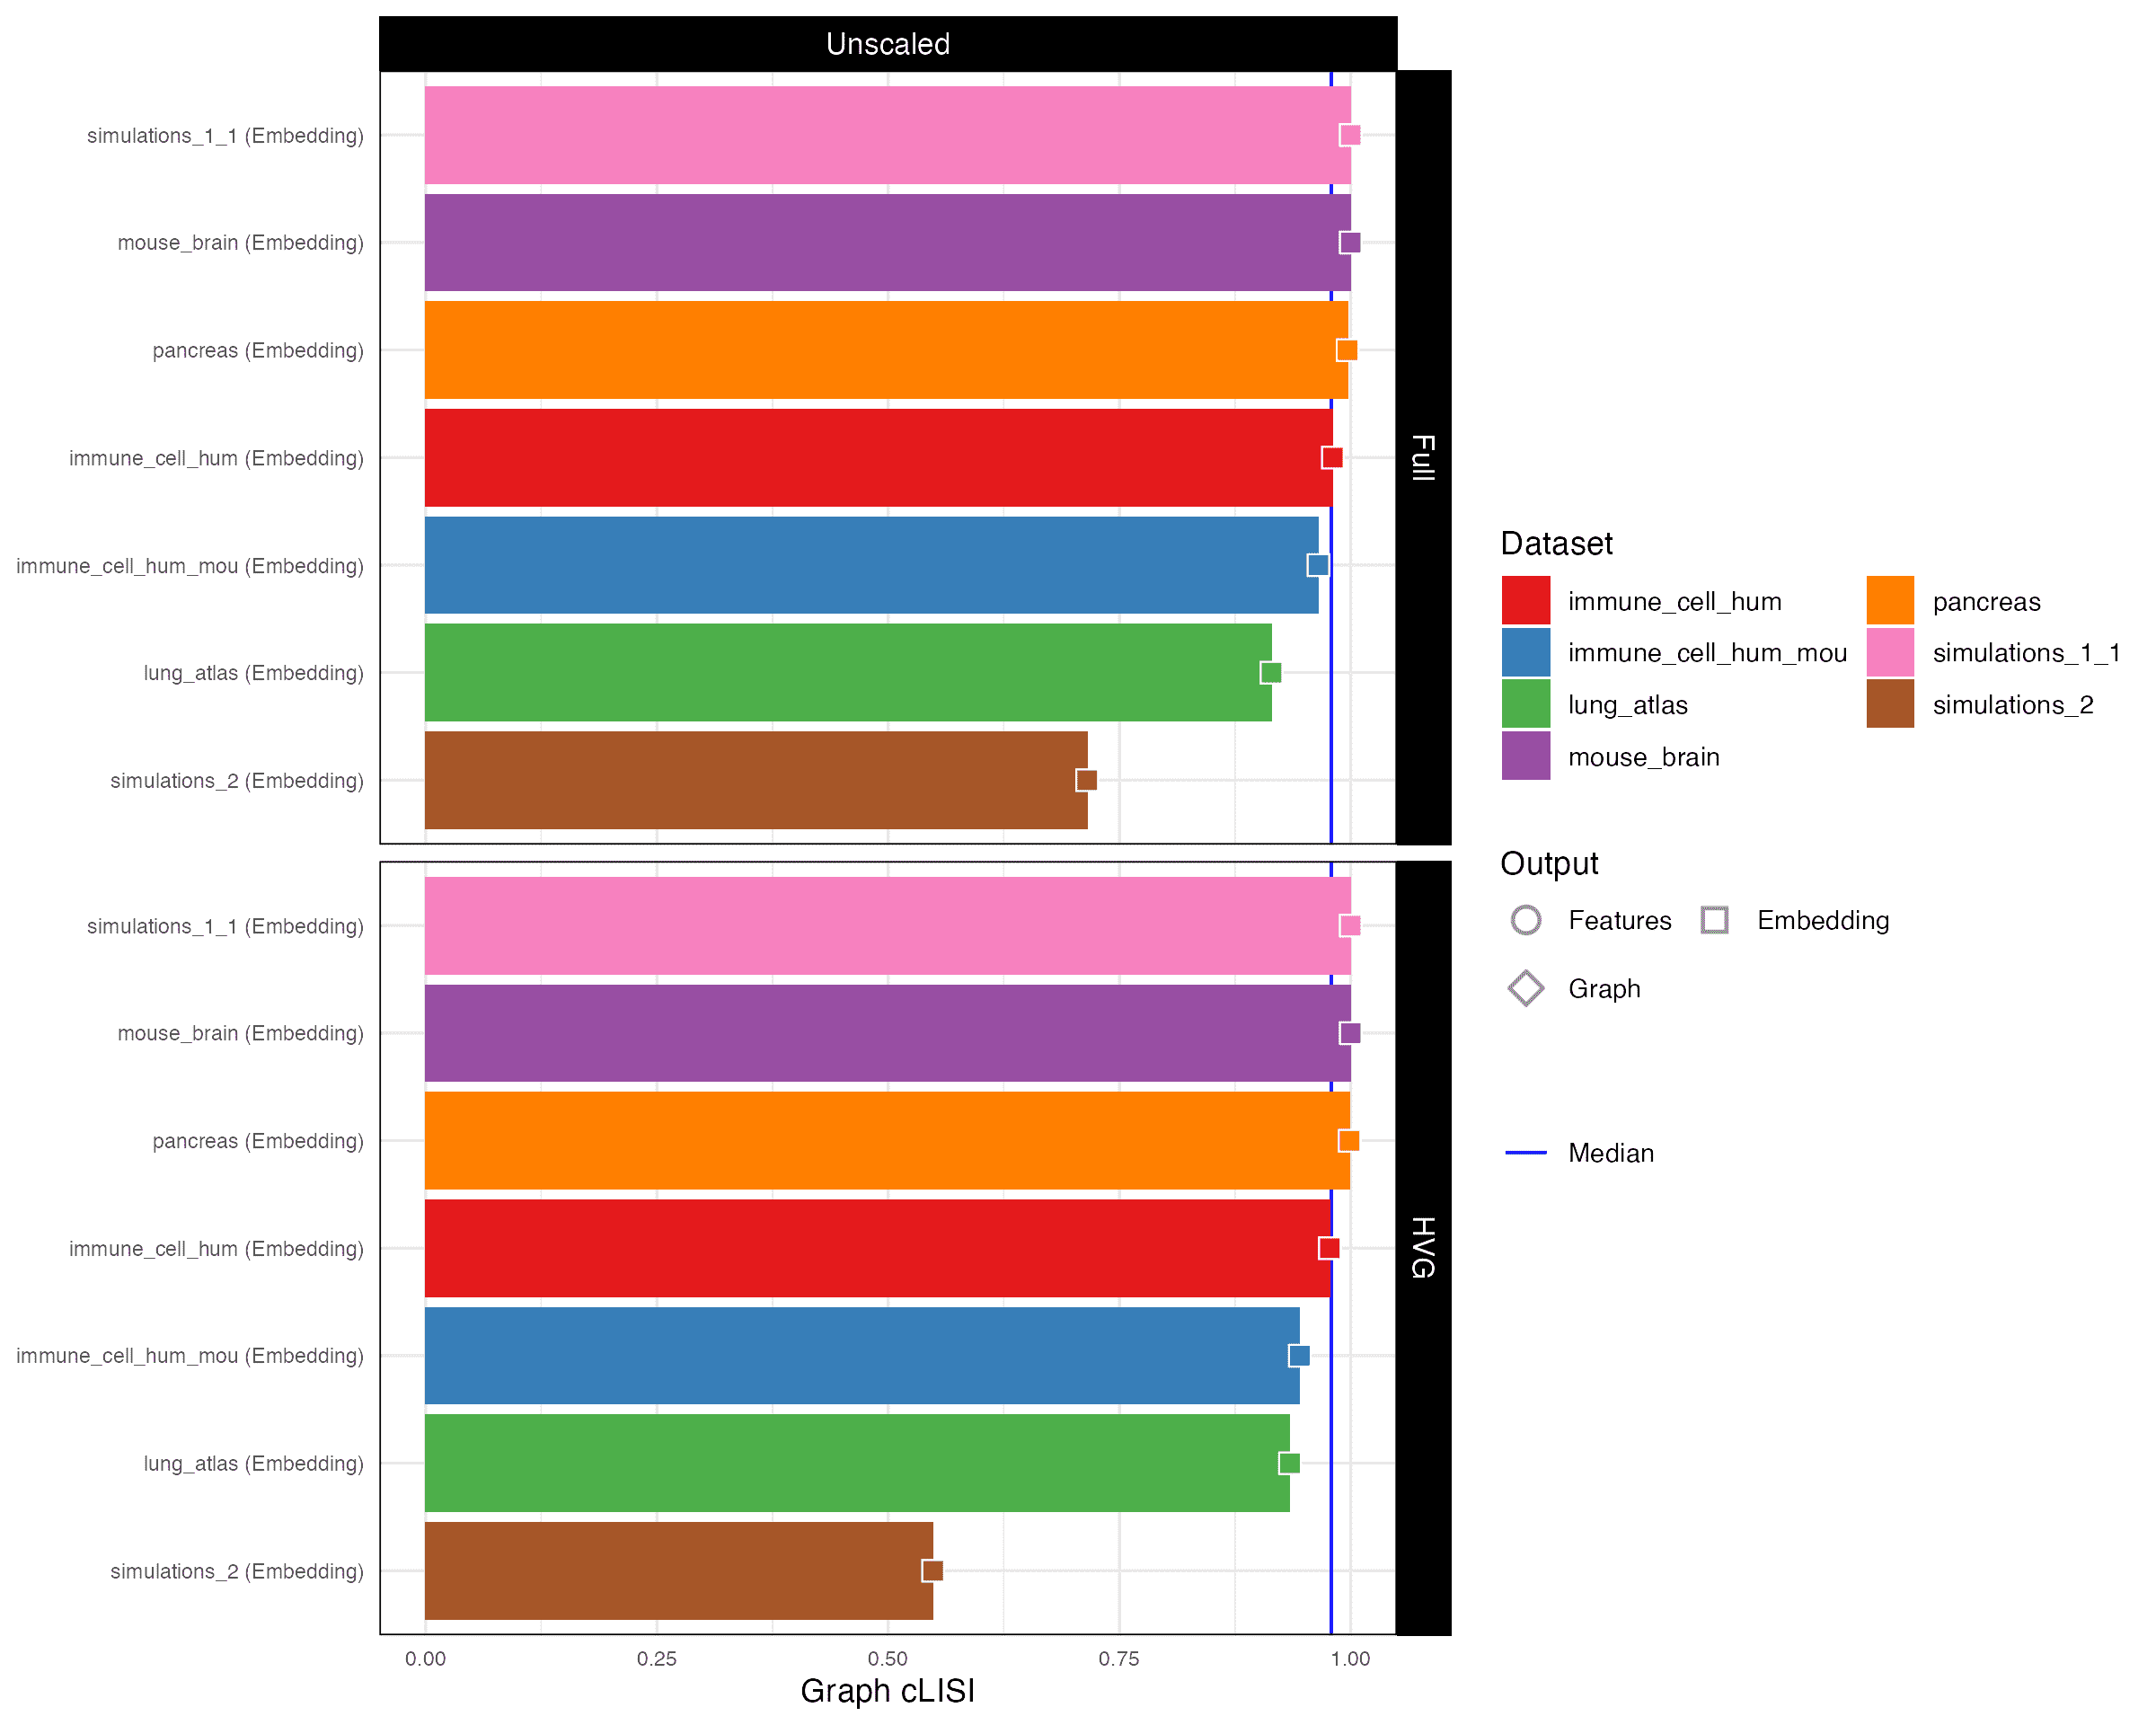 Unscaled
simulations_1_1 (Embedding)
mouse_brain (Embedding)
pancreas (Embedding)
immune_cell_hum (Embedding)
immune_cell_hum_mou (Embedding)
lung_atlas (Embedding)
simulations_2 (Embedding)
Full
simulations_1_1 (Embedding)
mouse_brain (Embedding)
pancreas (Embedding)
immune_cell_hum (Embedding)
immune_cell_hum_mou (Embedding)
lung_atlas (Embedding)
simulations_2 (Embedding)
HVG
0.00 0.25 0.50 0.75 1.00
Graph cLISI
Dataset
immune_cell_hum pancreas
immune_cell_hum_mou simulations_1_1
lung_atlas simulations_2
mouse_brain
Output
Features Embedding
Graph
Median